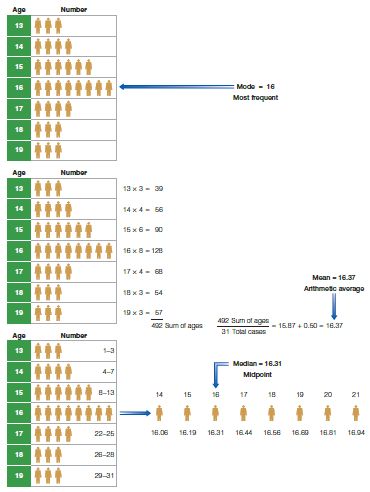 Age Number
13
14
15
16 Mode = 16
Most frequent
17
18
19
Age Number
13 13 x 3 = 39
14 14 x 4 = 56
15 15 x 6 = 90
16 16 x 8 = 128
17 17 x 4 = 68
Mean = 16.37
Arithmetic average
18 18 x 3 = 54
19 19 x 3 = 57
492 Sum of ages
492 Sum of ages
31 Total cases
= 15.87 + 0.50 = 16.37
Age Number
13 1–3
14 4–7
15 8–13
16
17 22–25
18 26–28
19 29–31
Median = 16.31
Midpoint
14 15 16 17 18 19 20 21
16.06 16.19 16.31 16.44 16.56 16.69 16.81 16.94